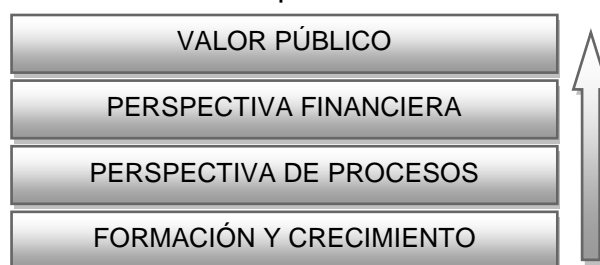 VALOR PÚBLICO
PERSPECTIVA FINANCIERA
PERSPECTIVA DE PROCESOS
FORMACIÓN Y CRECIMIENTO